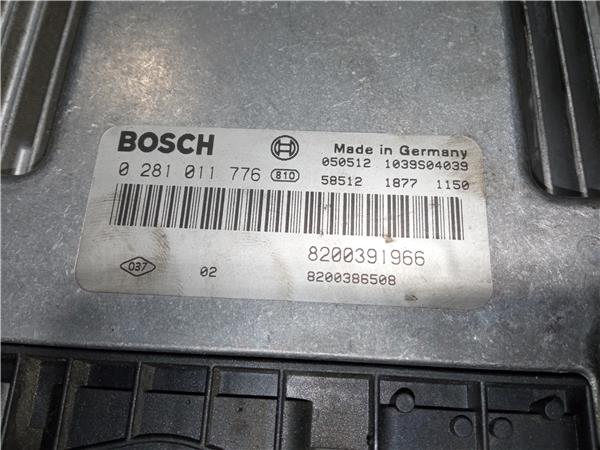 BOSCH
Made in Germany
050512 1039S04039
0 281 011 776 810
58512 1877 1150
8200391966
037 02 8200386508